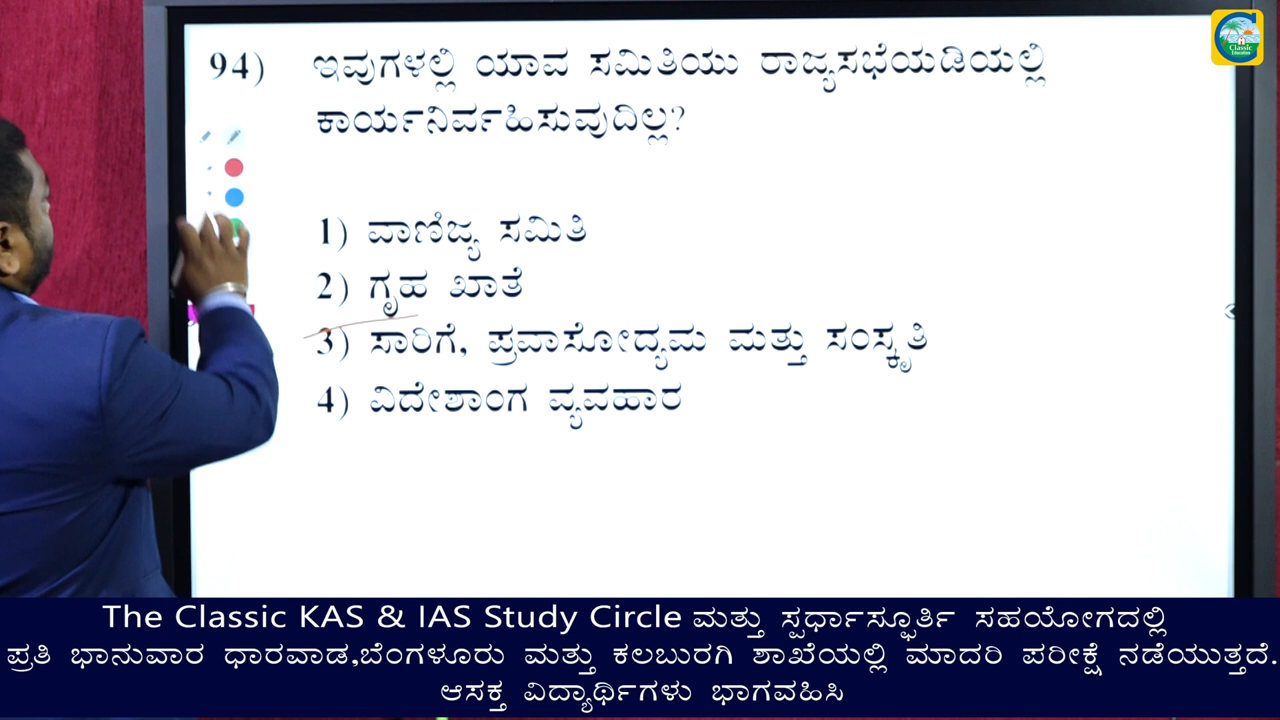 Classic
Education
94) ಇವುಗಳಲ್ಲಿ ಯಾವ ಸಮಿತಿಯು ರಾಜ್ಯಸಭೆಯಡಿಯಲ್ಲಿ
ಕಾರ್ಯನಿರ್ವಹಿಸುವುದಿಲ್ಲ?
1) ವಾಣಿಜ್ಯ ಸಮಿತಿ
2) ಗೃಹ ಖಾತೆ
3) ಸಾರಿಗೆ, ಪ್ರವಾಸೋದ್ಯಮ ಮತ್ತು ಸಂಸ್ಕೃತಿ
4) ವಿದೇಶಾಂಗ ವ್ಯವಹಾರ
The Classic KAS & IAS Study Circle ಮತ್ತು ಸ್ಪರ್ಧಾಸ್ಫೂರ್ತಿ ಸಹಯೋಗದಲ್ಲಿ
ಪ್ರತಿ ಭಾನುವಾರ ಧಾರವಾಡ,ಬೆಂಗಳೂರು ಮತ್ತು ಕಲಬುರಗಿ ಶಾಖೆಯಲ್ಲಿ ಮಾದರಿ ಪರೀಕ್ಷೆ ನಡೆಯುತ್ತದೆ.
ಆಸಕ್ತ ವಿದ್ಯಾರ್ಥಿಗಳು ಭಾಗವಹಿಸಿ